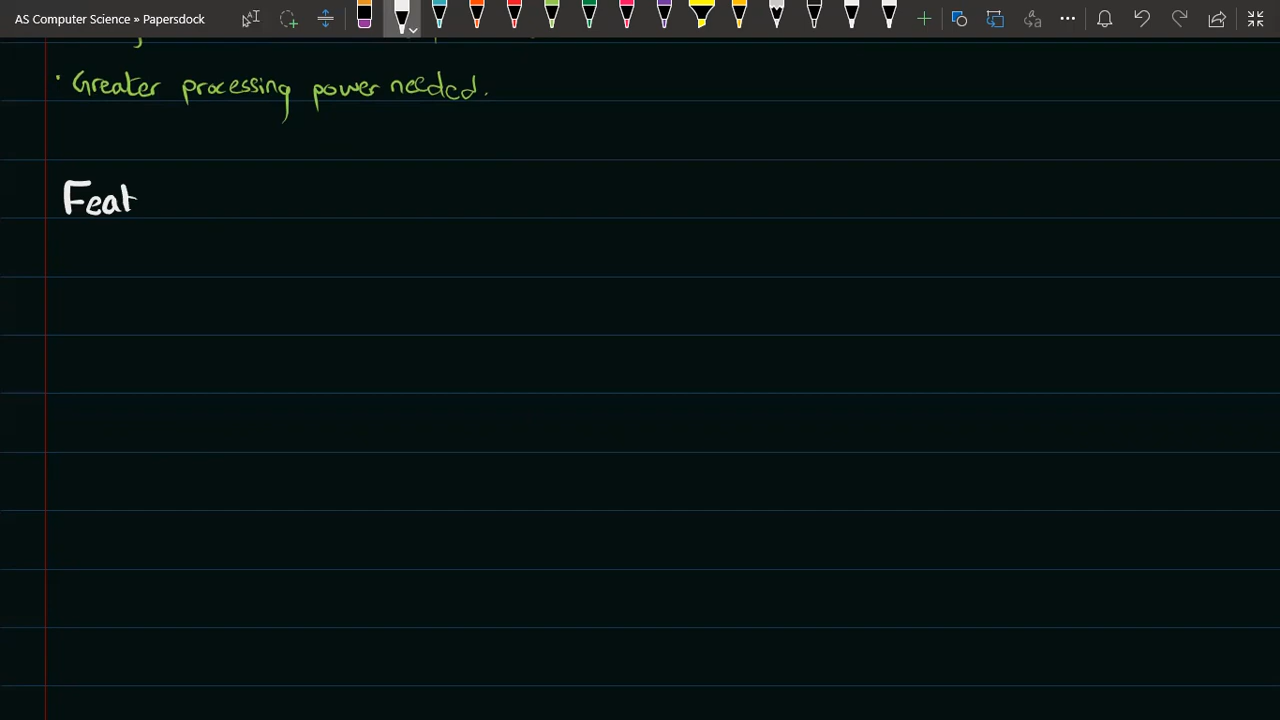 AS Computer Science » Papersdock
• Greater processing power needed.
Feat